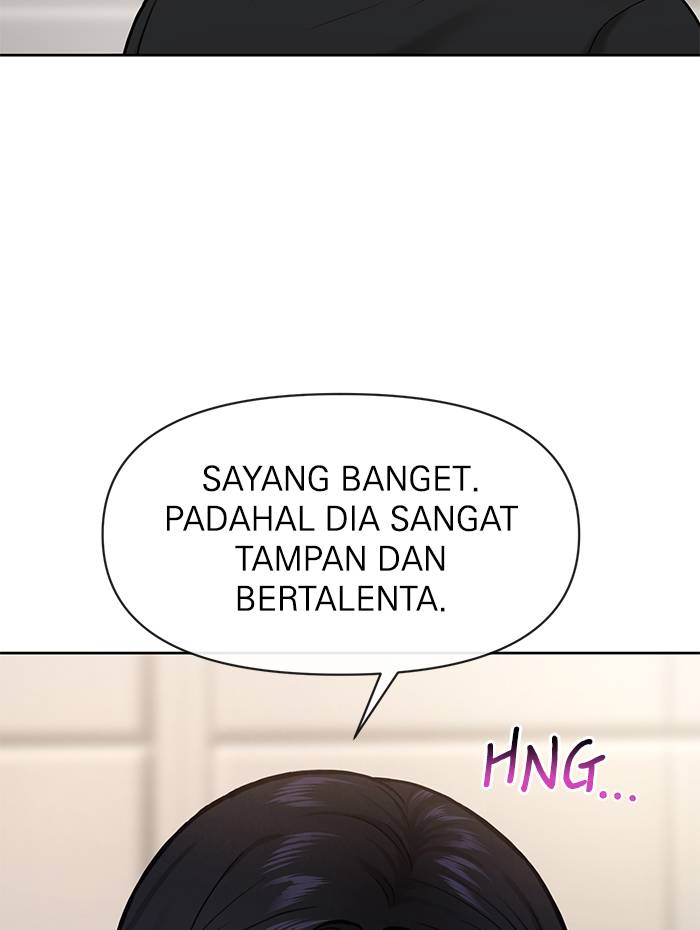 SAYANG BANGET.
PADAHAL DIA SANGAT
TAMPAN DAN
BERTALENTA.
HNG...